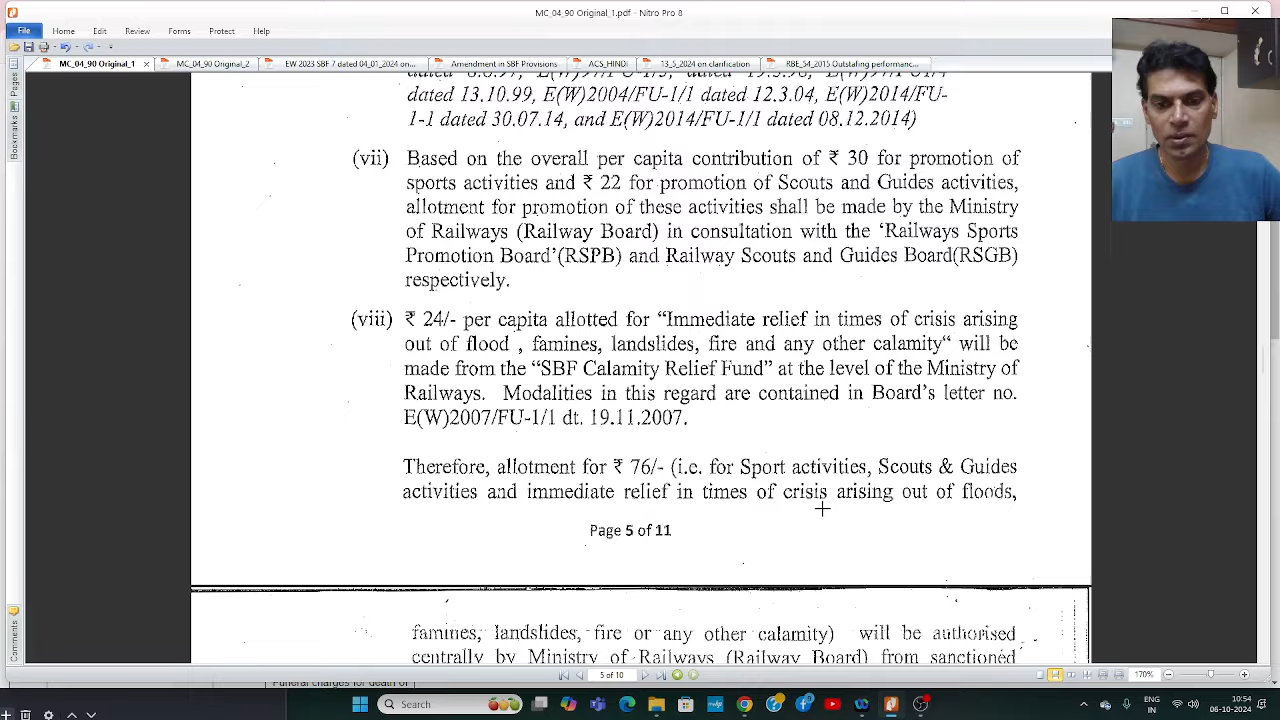 MC_04_90 Original_1.pdf - Nitro Pro 8
File Home Edit Review Forms Protect Help
MC_04_90 Original_1 MC_04_90 Original_2 EW 2023 SBF 7 dated 04_01_2024 on... Amendment in SBF Proven... ACS_JNDI 13_5_2024 on clarification ... RBE_54_2015 Outstaling performance...
Pages
Bookmarks
Comments
dated 13.10.99, E(W)2004/FU-1/1 dated 12.3.04, E(W)2014/FU-
1-1 dated 30.07.14, and E(W)2014/FU-1/1 dated 08.12.2014)
(vii) Based on the overall per capita contribution of ₹ 30 for promotion of
sports activities and ₹ 22 for promotion of Scouts and Guides activities,
allotment for promotion of these activities shall be made by the Ministry
of Railways (Railway Board) in consultation with the 'Railways Sports
Promotion Board'(RSPB) and Railway Scouts and Guides Board(RSGB)
respectively.
(viii) ₹ 24/- per capita allotted for "Immediate relief in times of crisis arising
out of flood , famines, landslides, fire and any other calamity" will be
made from the "SBF Calamity Relief Fund" at the level of the Ministry of
Railways. Modalities in this regard are contained in Board's letter no.
E(W)2007/FU-1/1 dt. 19.11.2007.
Therefore, allotment for ₹ 76/- (i.e. for Sport activities, Scouts & Guides
activities and immediate relief in times of crisis arising out of floods,
Page 5 of 11
famines, landslides, fire or any other calamity) will be authorised
centrally by Ministry of Railways (Railway Board) from sanctioned
5 of 10
170%
Funeral charges
Search
ENG
IN
10:54
06-10-2024